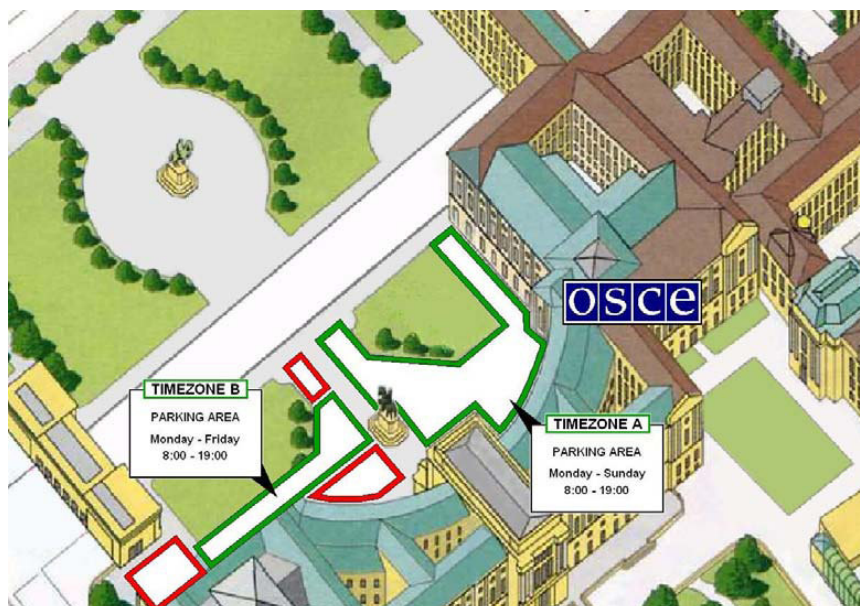 osce
TIMEZONE B
PARKING AREA
Monday - Friday
8:00 - 19:00
TIMEZONE A
PARKING AREA
Monday - Sunday
8:00 - 19:00